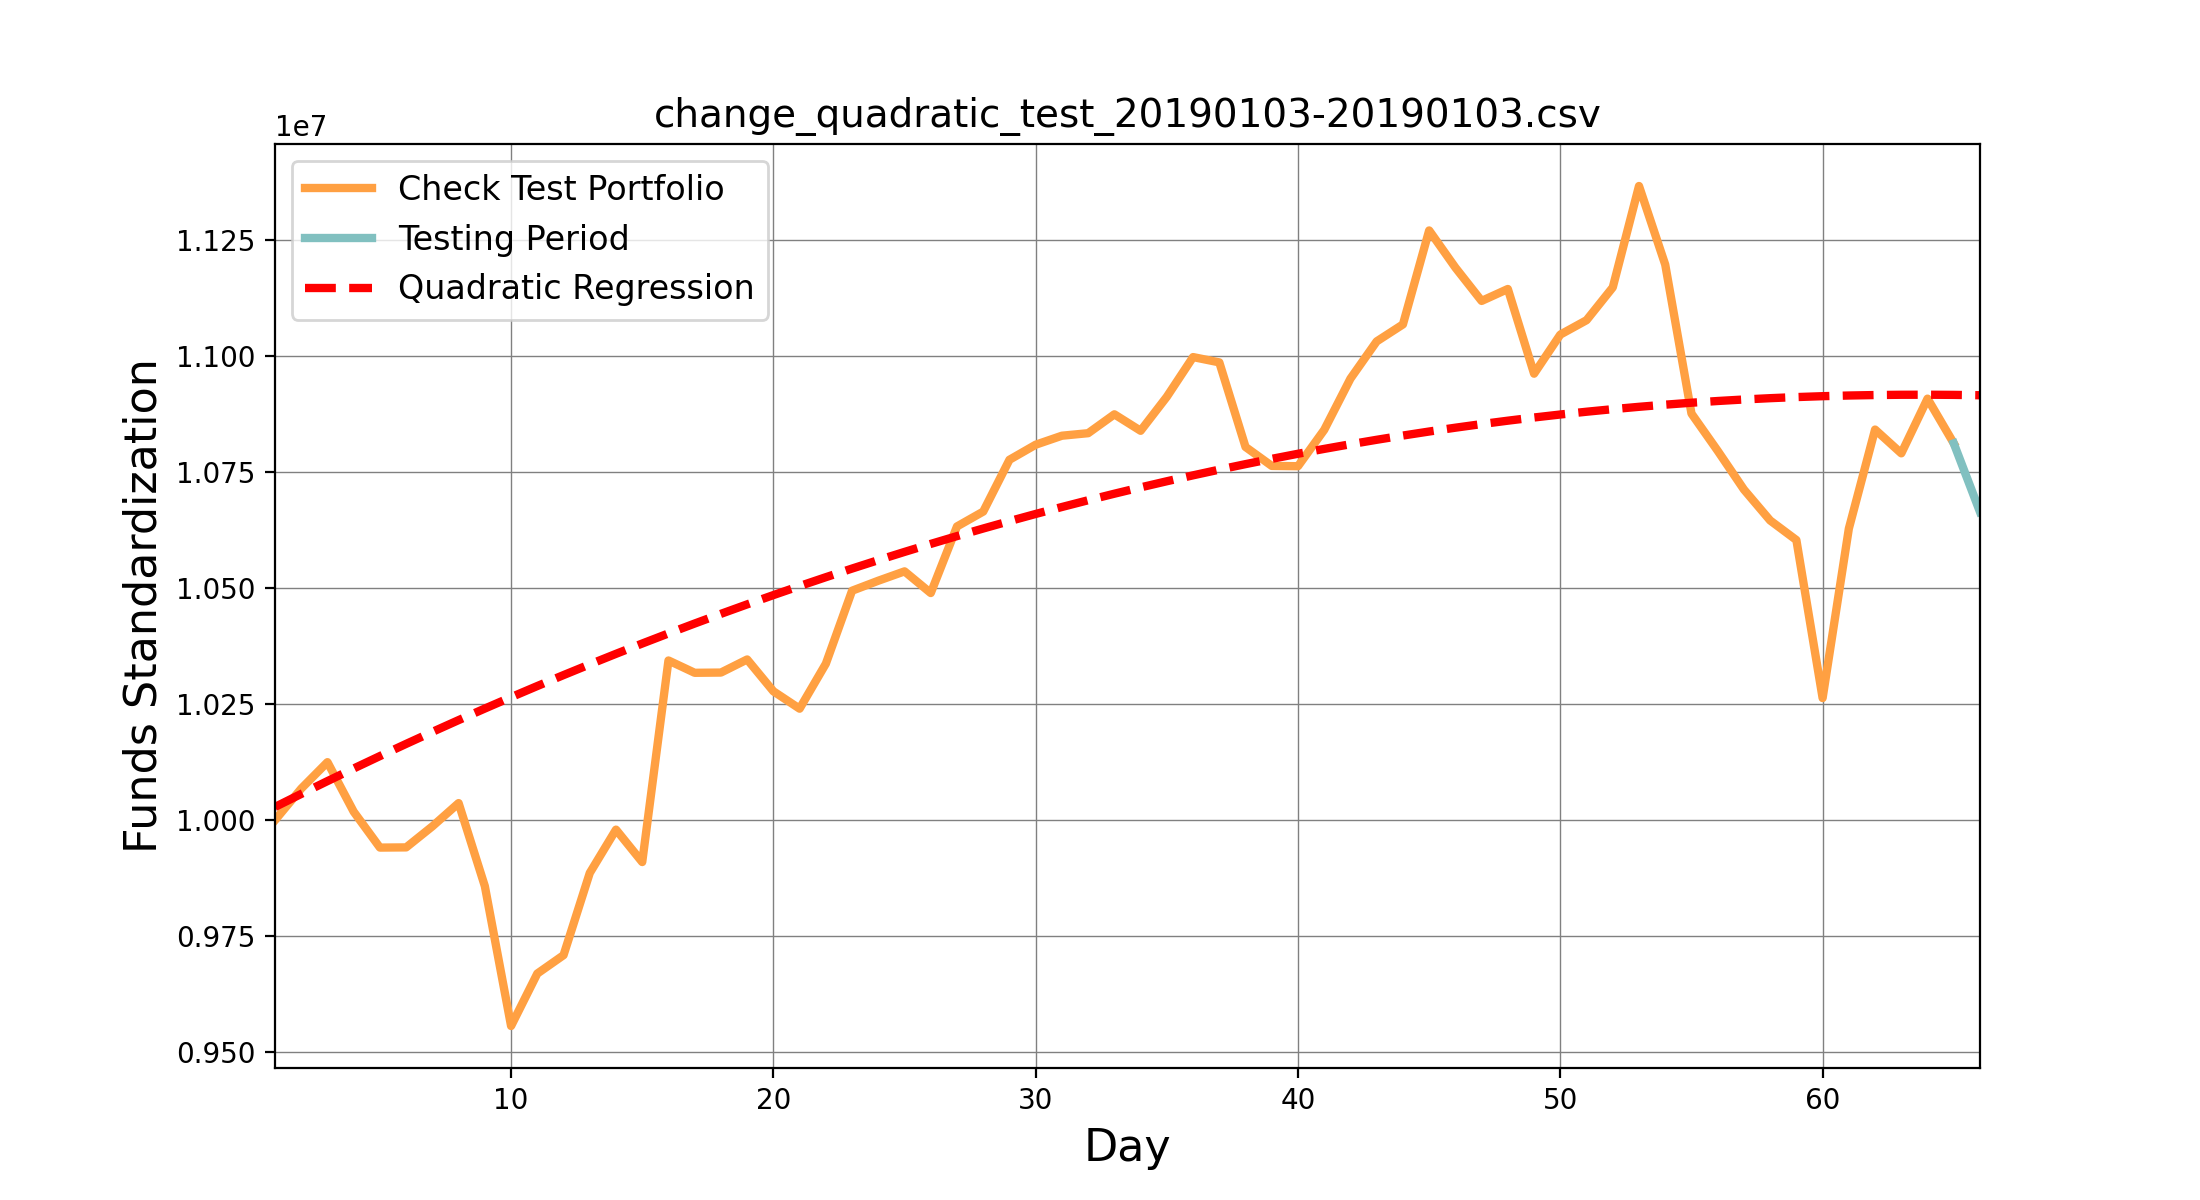 change_quadratic_test_20190103-20190103.csv
1e7
Check Test Portfolio
Testing Period
Quadratic Regression
1.125
1.100
1.075
1.050
1.025
1.000
0.975
0.950
Funds Standardization
10 20 30 40 50 60
Day